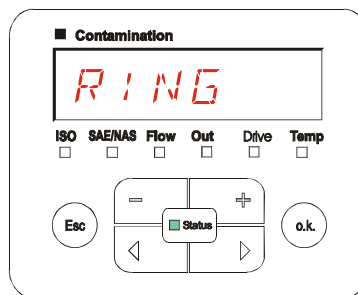 Contamination
RING
ISO SAE/NAS Flow Out Drive Temp
- +
Esc Status o.k.